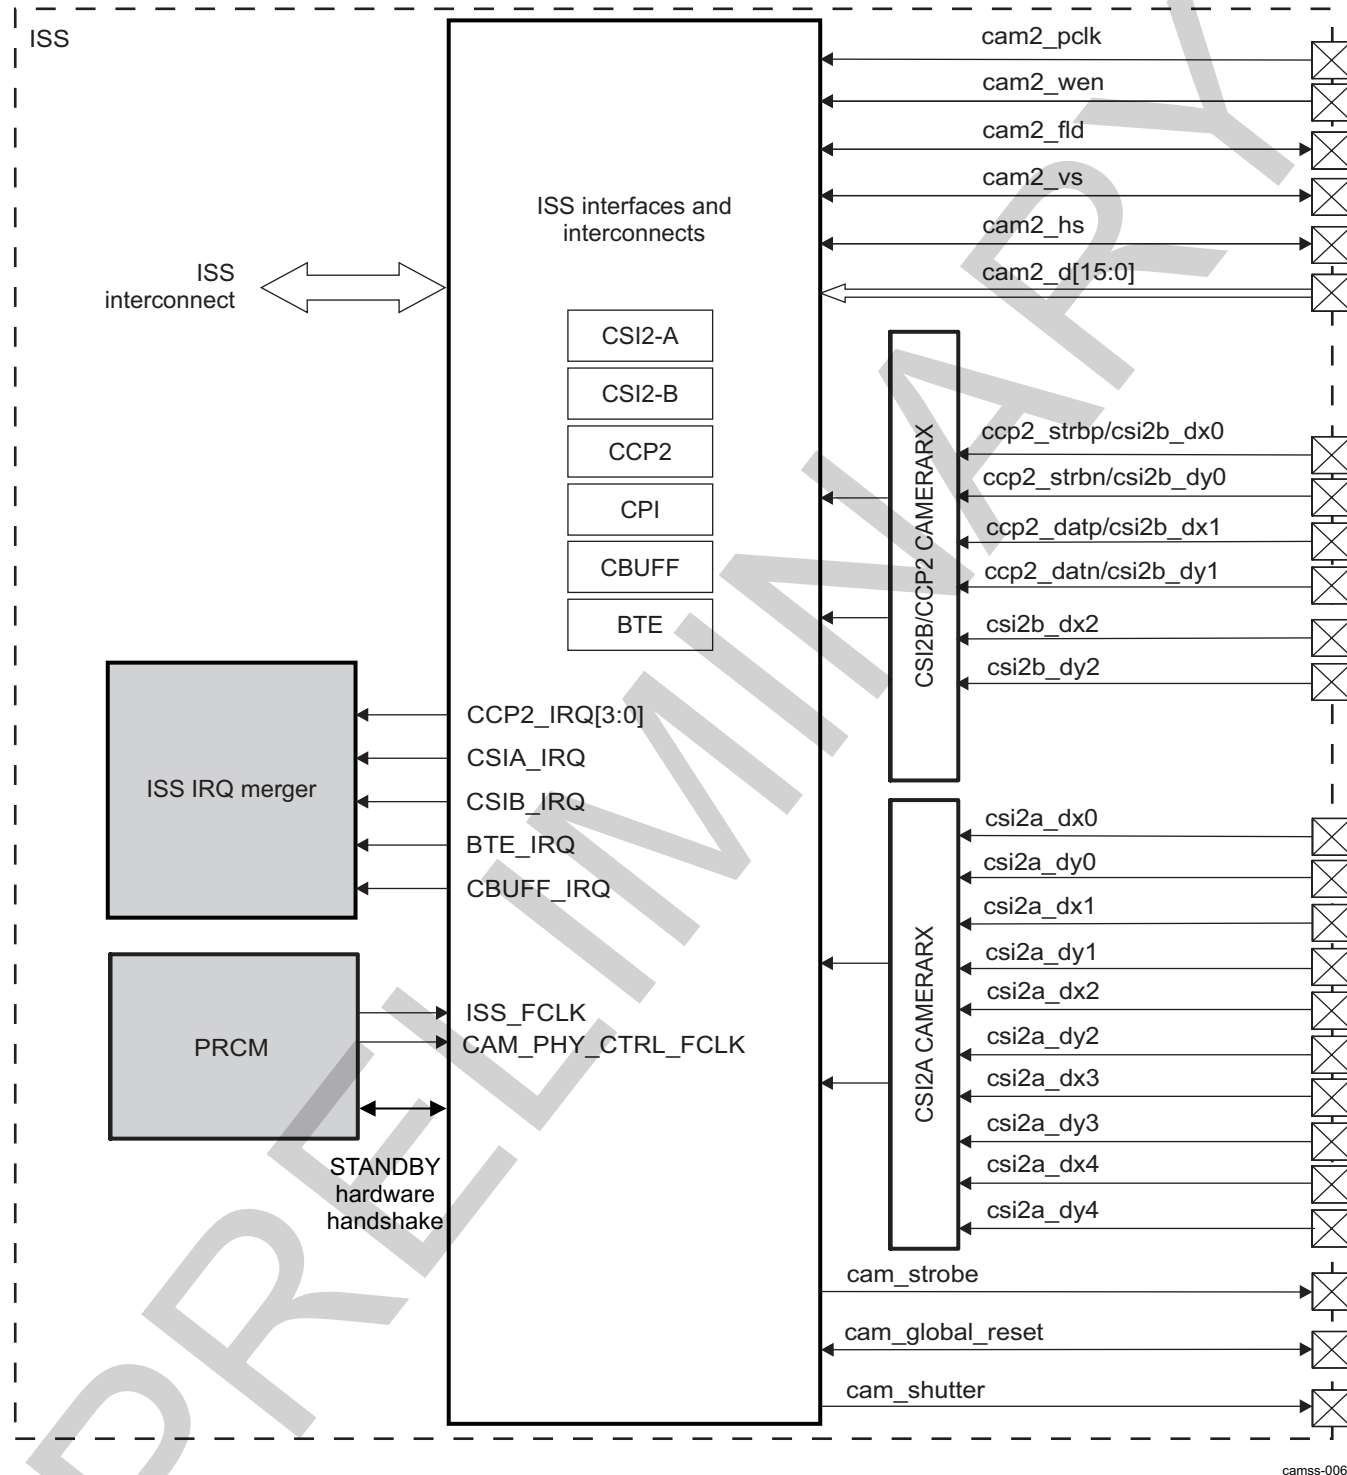 ISS
cam2_pclk
cam2_wen
cam2_fld
cam2_vs
cam2_hs
cam2_d[15:0]
ISS interfaces and
interconnects
ISS
interconnect
CSI2-A
CSI2-B
CCP2
CPI
CBUFF
BTE
CSI2B/CCP2 CAMERARX
ccp2_strbp/csi2b_dx0
ccp2_strbn/csi2b_dy0
ccp2_datp/csi2b_dx1
ccp2_datn/csi2b_dy1
csi2b_dx2
csi2b_dy2
ISS IRQ merger
CCP2_IRQ[3:0]
CSIA_IRQ
CSIB_IRQ
BTE_IRQ
CBUFF_IRQ
PRCM
ISS_FCLK
CAM_PHY_CTRL_FCLK
STANDBY
hardware
handshake
CSI2A CAMERARX
csi2a_dx0
csi2a_dy0
csi2a_dx1
csi2a_dy1
csi2a_dx2
csi2a_dy2
csi2a_dx3
csi2a_dy3
csi2a_dx4
csi2a_dy4
cam_strobe
cam_global_reset
cam_shutter
PRELIMINARY
camss-006